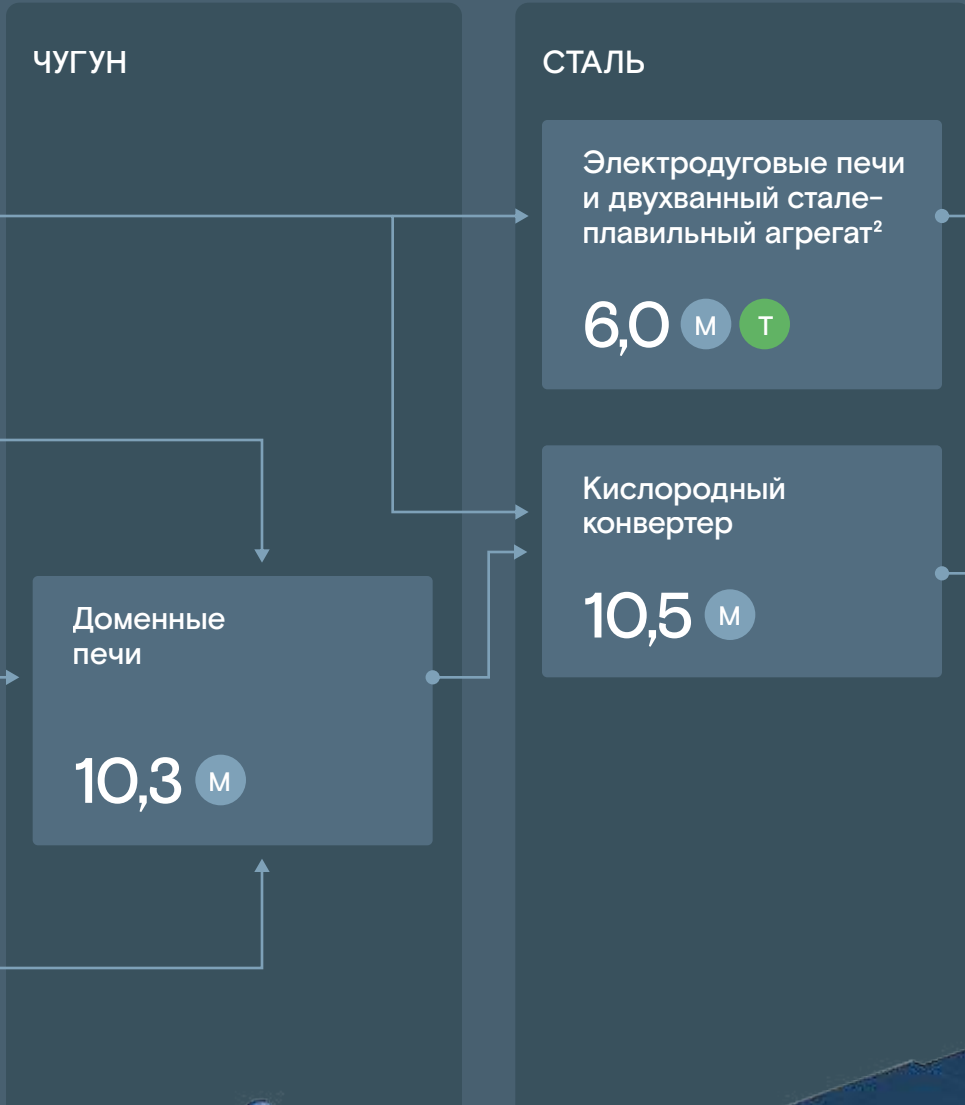 ЧУГУН
Доменные
печи
10,3 М
СТАЛЬ
Электродуговые печи
и двухванный стале-
плавильный агрегат²
6,0 М Т
Кислородный
конвертер
10,5 М